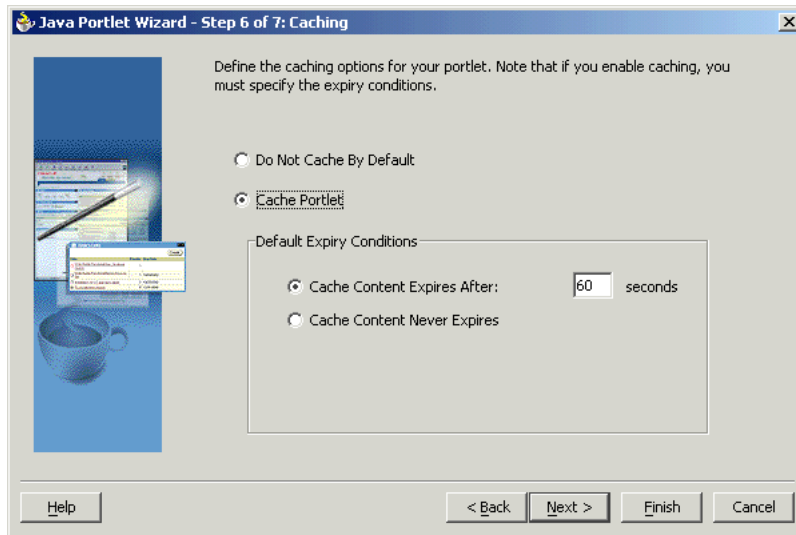 Java Portlet Wizard - Step 6 of 7: Caching
Define the caching options for your portlet. Note that if you enable caching, you
must specify the expiry conditions.
Do Not Cache By Default
Cache Portlet
Default Expiry Conditions
Cache Content Expires After: 60 seconds
Cache Content Never Expires
Help < Back Next > Finish Cancel